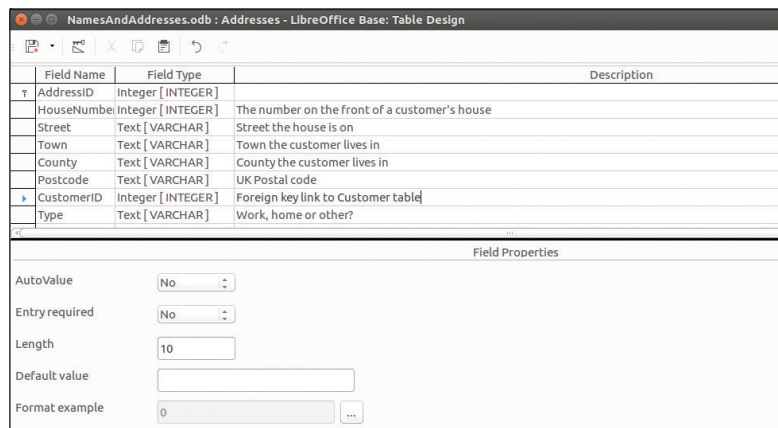 NamesAndAddresses.odb : Addresses - LibreOffice Base: Table Design
Field Name Field Type Description
AddressID Integer [ INTEGER ]
HouseNumber Integer [ INTEGER ] The number on the front of a customer's house
Street Text [ VARCHAR ] Street the house is on
Town Text [ VARCHAR ] Town the customer lives in
County Text [ VARCHAR ] County the customer lives in
Postcode Text [ VARCHAR ] UK Postal code
CustomerID Integer [ INTEGER ] Foreign key link to Customer table
Type Text [ VARCHAR ] Work, home or other?
Field Properties
AutoValue No
Entry required No
Length 10
Default value
Format example 0 ...